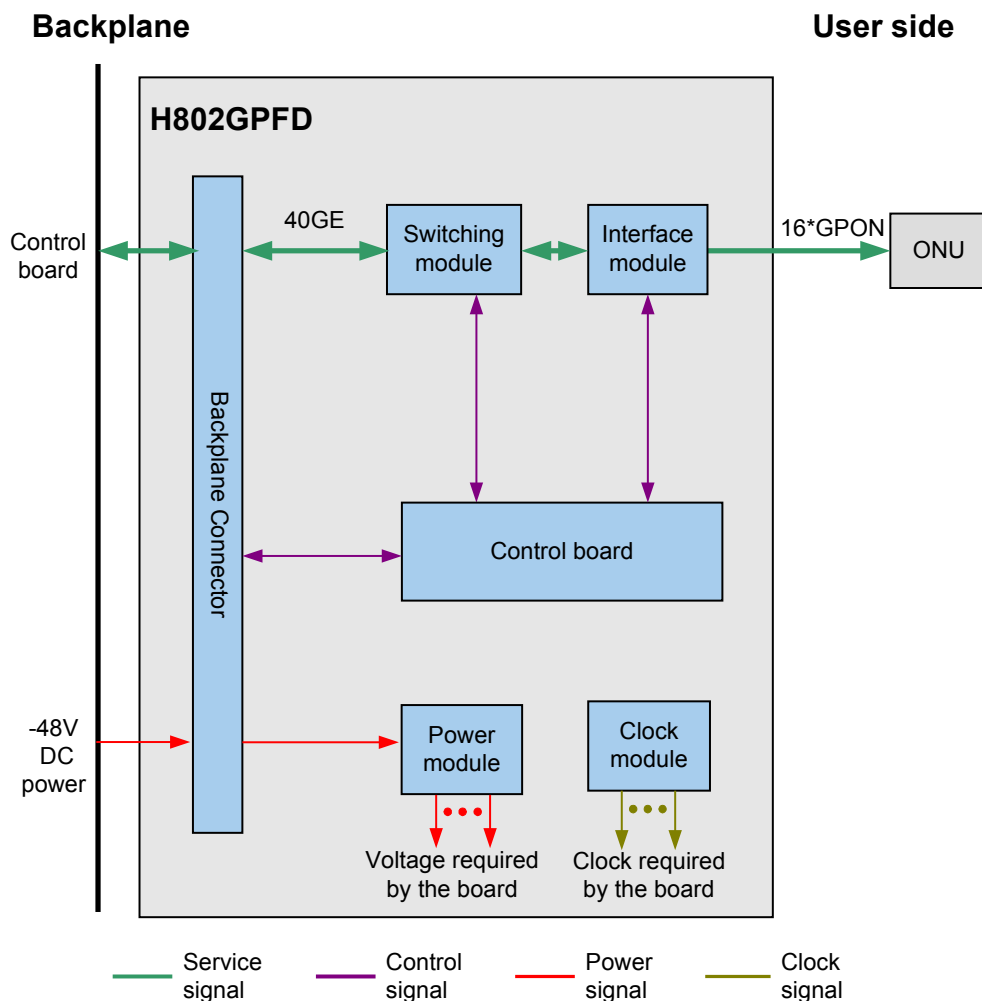 Backplane
User side
H802GPFD
Control
board
40GE
Switching
module
Interface
module
16*GPON
ONU
Backplane Connector
Control board
-48V
DC
power
Power
module
Clock
module
Voltage required
by the board
Clock required
by the board
Service
signal
Control
signal
Power
signal
Clock
signal